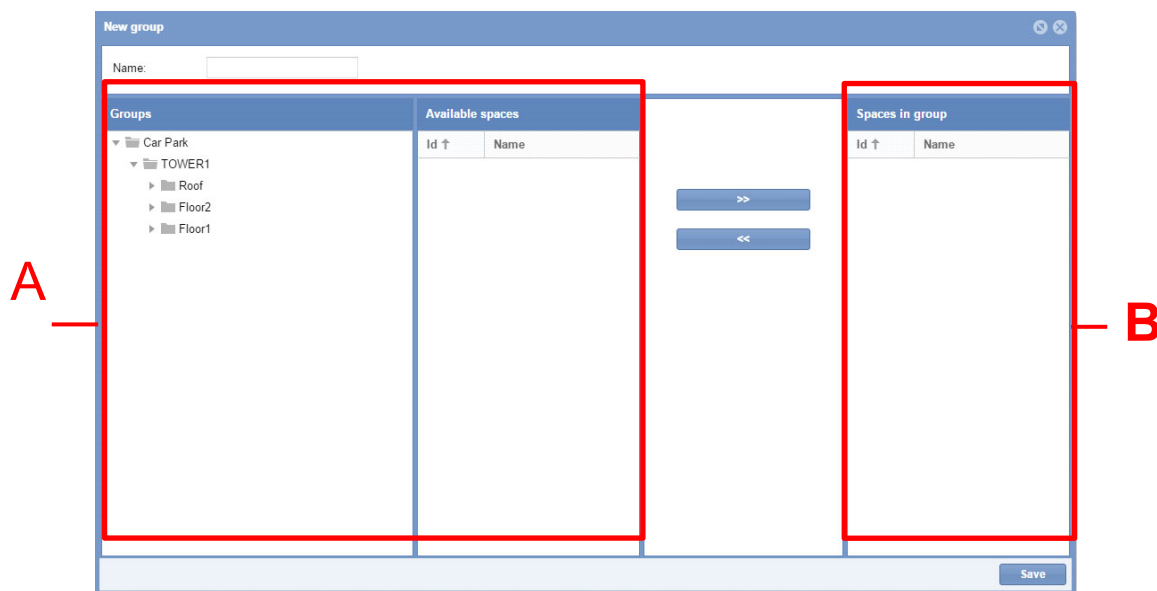 New group
Name:
Groups
Available spaces
Spaces in group
Car Park
Id ↑ Name
Id ↑ Name
TOWER1
Roof
>>
Floor2
Floor1
<<
A
B
Save